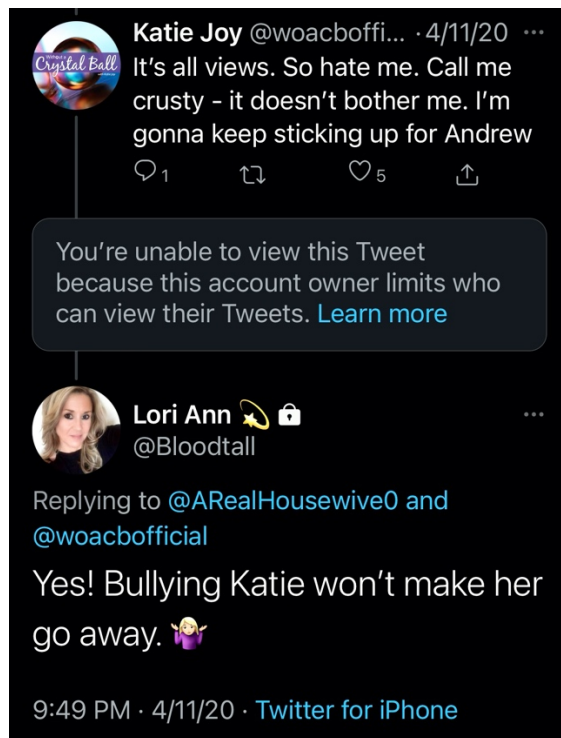 Katie Joy @woacboffi... · 4/11/20 ···
Without a
Crystal Ball
It's all views. So hate me. Call me
crusty - it doesn't bother me. I'm
gonna keep sticking up for Andrew
1 5
You're unable to view this Tweet
because this account owner limits who
can view their Tweets. Learn more
Lori Ann 💫 🔒 ···
@Bloodtall
Replying to @ARealHousewive0 and
@woacbofficial
Yes! Bullying Katie won't make her
go away. 🤷🏼‍♀️
9:49 PM · 4/11/20 · Twitter for iPhone